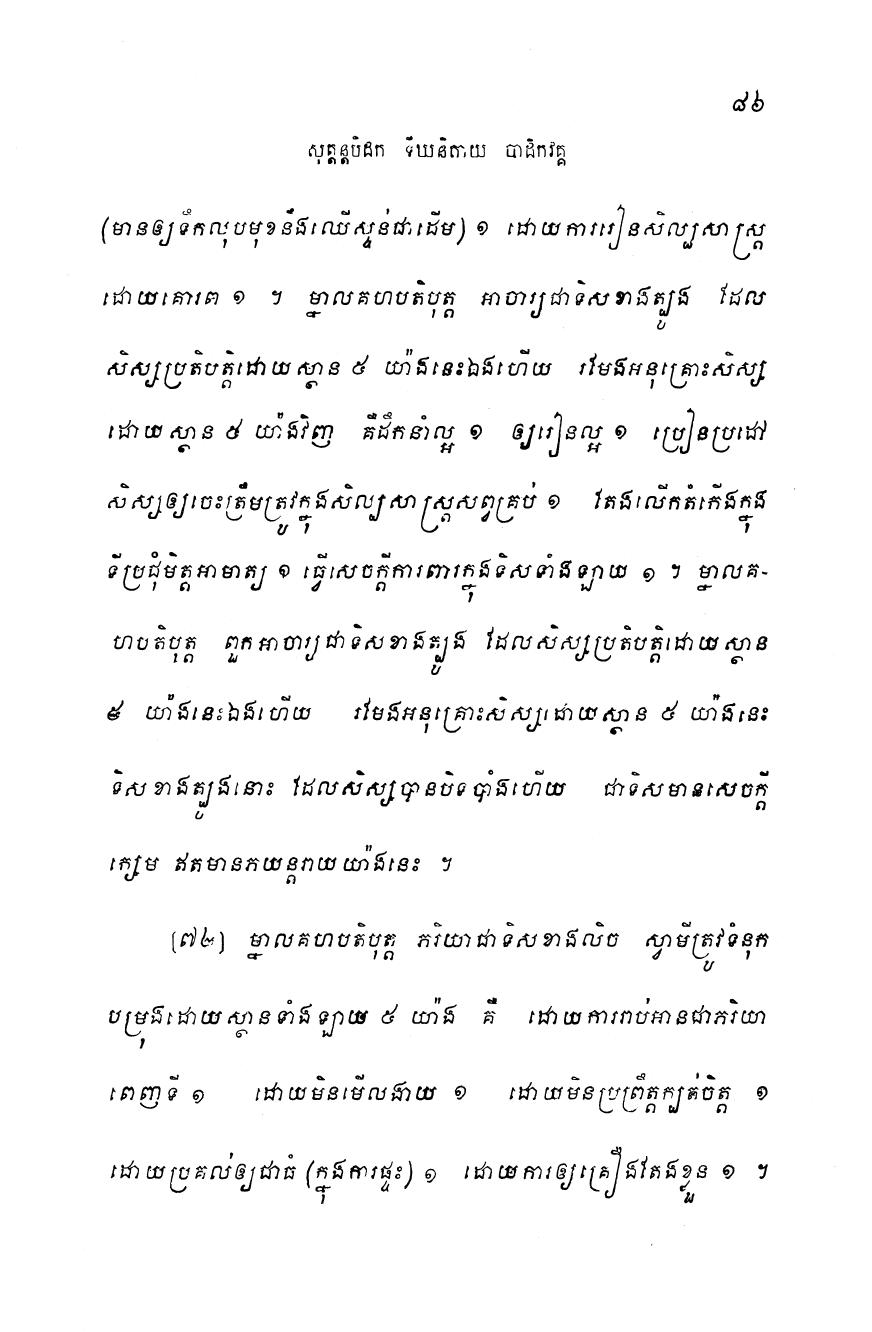 ៨៦
សុត្តន្តបិដក ទីឃនិកាយ បាដិកវគ្គ
(មានឲ្យទឹកលុបមុខនឹងឈើស្ទន់ជាដើម) ១ ដោយការរៀនសិល្បសាស្ត្រ
ដោយគោរព ១ ។ ម្នាលគហបតិបុត្ត អាចារ្យជាទិសខាងត្បូង ដែល
សិស្សប្រតិបត្តិដោយស្ថាន ៥ យ៉ាងនេះឯងហើយ រមែងអនុគ្រោះសិស្ស
ដោយស្ថាន ៥ យ៉ាងវិញ គឺដឹកនាំល្អ ១ ឲ្យរៀនល្អ ១ ប្រៀនប្រដៅ
សិស្សឲ្យចេះត្រឹមត្រូវក្នុងសិល្បសាស្ត្រសព្វគ្រប់ ១ តែងលើកតំកើងក្នុង
ទីប្រជុំមិត្តអាមាត្យ ១ ធ្វើសេចក្តីការពារក្នុងទិសទាំងឡាយ ១ ។ ម្នាលគ-
ហបតិបុត្ត ពួកអាចារ្យជាទិសខាងត្បូង ដែលសិស្សប្រតិបត្តិដោយស្ថាន
៥ យ៉ាងនេះឯងហើយ រមែងអនុគ្រោះសិស្សដោយស្ថាន ៥ យ៉ាងនេះ
ទិសខាងត្បូងនោះ ដែលសិស្សបានបិទបាំងហើយ ជាទិសមានសេចក្តី
ក្សេម ឥតមានភយន្តរាយយ៉ាងនេះ ។
(៧២) ម្នាលគហបតិបុត្ត ភរិយាជាទិសខាងលិច ស្វាមីត្រូវទំនុក
បម្រុងដោយស្ថានទាំងឡាយ ៥ យ៉ាង គឺ ដោយការរាប់អានជាភរិយា
ពេញទី ១ ដោយមិនមើលងាយ ១ ដោយមិនប្រព្រឹត្តក្បត់ចិត្ត ១
ដោយប្រគល់ឲ្យជាធំ (ក្នុងការផ្ទះ) ១ ដោយការឲ្យគ្រឿងតែងខ្លួន ១ ។